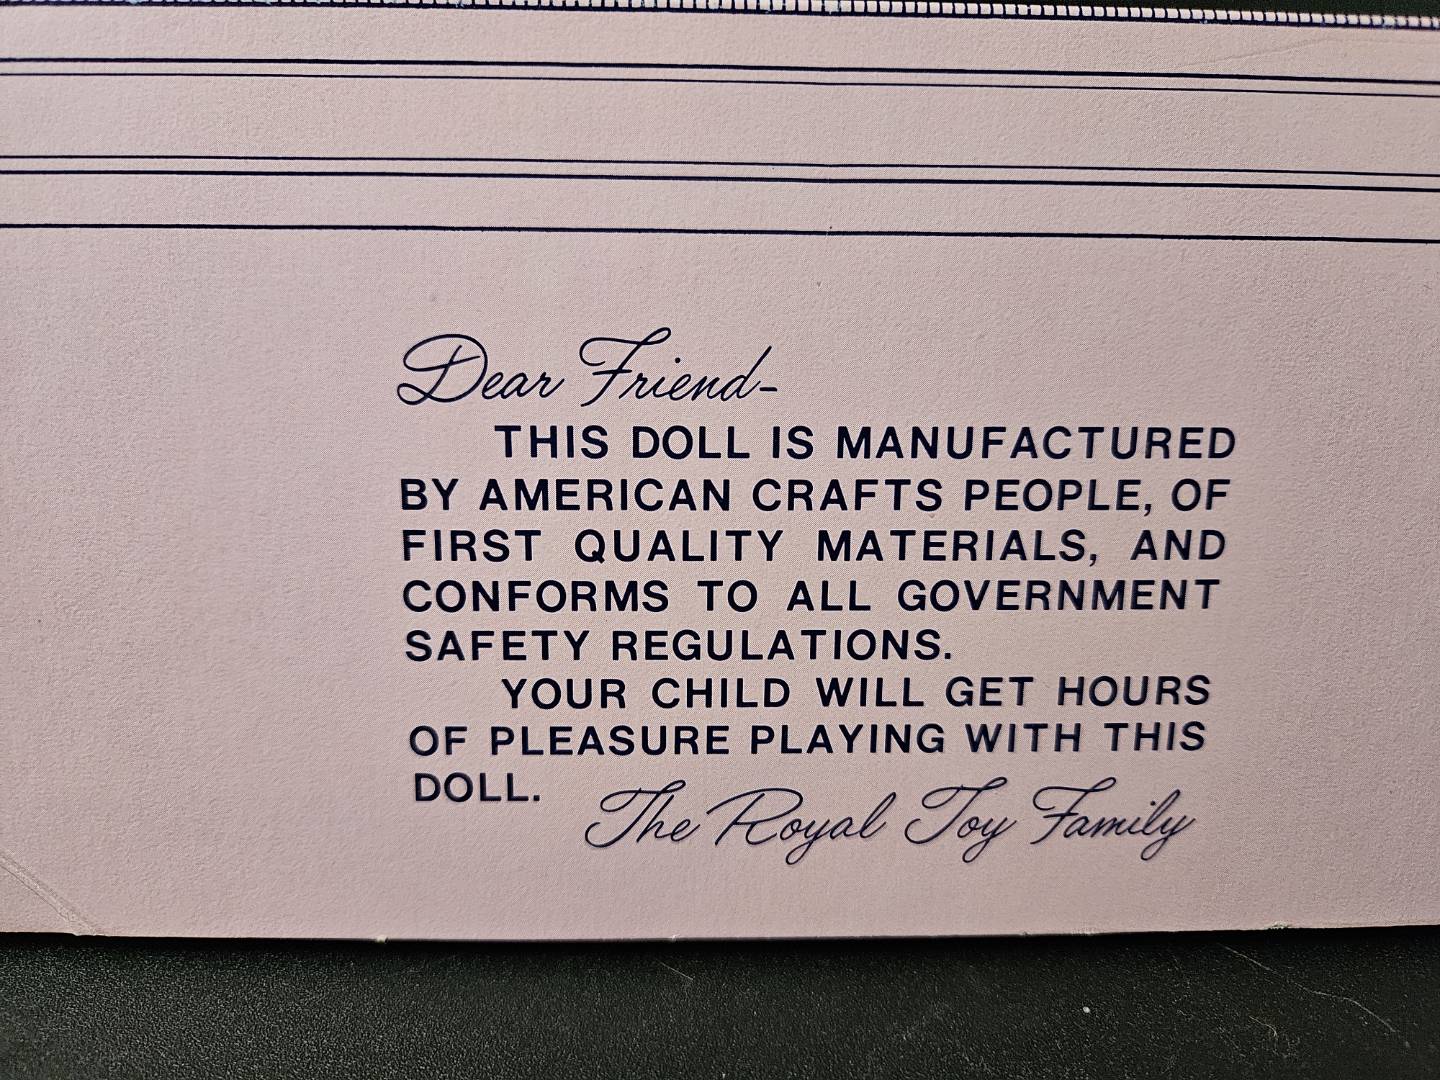 Dear Friend-
THIS DOLL IS MANUFACTURED
BY AMERICAN CRAFTS PEOPLE, OF
FIRST QUALITY MATERIALS, AND
CONFORMS TO ALL GOVERNMENT
SAFETY REGULATIONS.
YOUR CHILD WILL GET HOURS
OF PLEASURE PLAYING WITH THIS
DOLL.
The Royal Toy Family